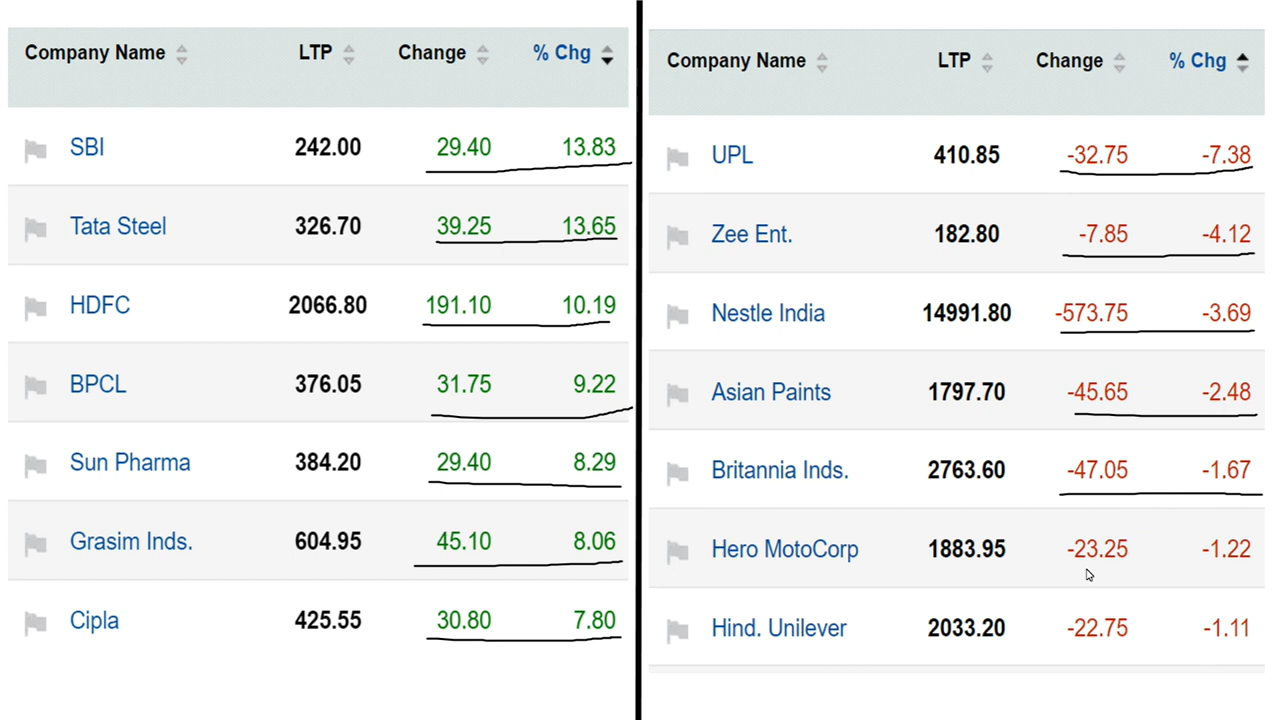 Company Name LTP Change % Chg
SBI 242.00 29.40 13.83
Tata Steel 326.70 39.25 13.65
HDFC 2066.80 191.10 10.19
BPCL 376.05 31.75 9.22
Sun Pharma 384.20 29.40 8.29
Grasim Inds. 604.95 45.10 8.06
Cipla 425.55 30.80 7.80
Company Name LTP Change % Chg
UPL 410.85 -32.75 -7.38
Zee Ent. 182.80 -7.85 -4.12
Nestle India 14991.80 -573.75 -3.69
Asian Paints 1797.70 -45.65 -2.48
Britannia Inds. 2763.60 -47.05 -1.67
Hero MotoCorp 1883.95 -23.25 -1.22
Hind. Unilever 2033.20 -22.75 -1.11